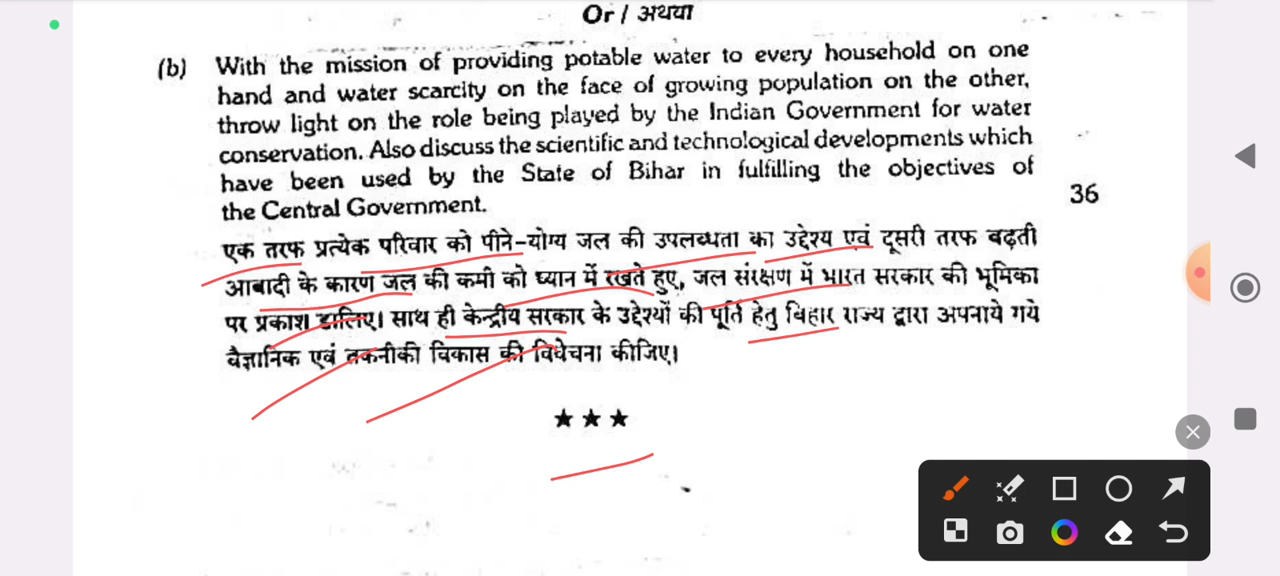 Or / अथवा
(b) With the mission of providing potable water to every household on one
hand and water scarcity on the face of growing population on the other,
throw light on the role being played by the Indian Government for water
conservation. Also discuss the scientific and technological developments which
have been used by the State of Bihar in fulfilling the objectives of
the Central Government.
36
एक तरफ प्रत्येक परिवार को पीने-योग्य जल की उपलब्धता का उद्देश्य एवं दूसरी तरफ बढ़ती
आबादी के कारण जल की कमी को ध्यान में रखते हुए, जल संरक्षण में भारत सरकार की भूमिका
पर प्रकाश डालिए। साथ ही केन्द्रीय सरकार के उद्देश्यों की पूर्ति हेतु बिहार राज्य द्वारा अपनाये गये
वैज्ञानिक एवं तकनीकी विकास की विवेचना कीजिए।
★ ★ ★